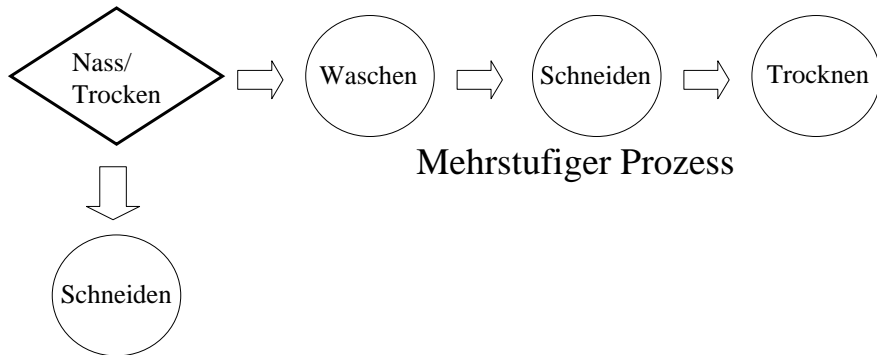 Nass/
Trocken
Waschen
Schneiden
Trocknen
Mehrstufiger Prozess
Schneiden